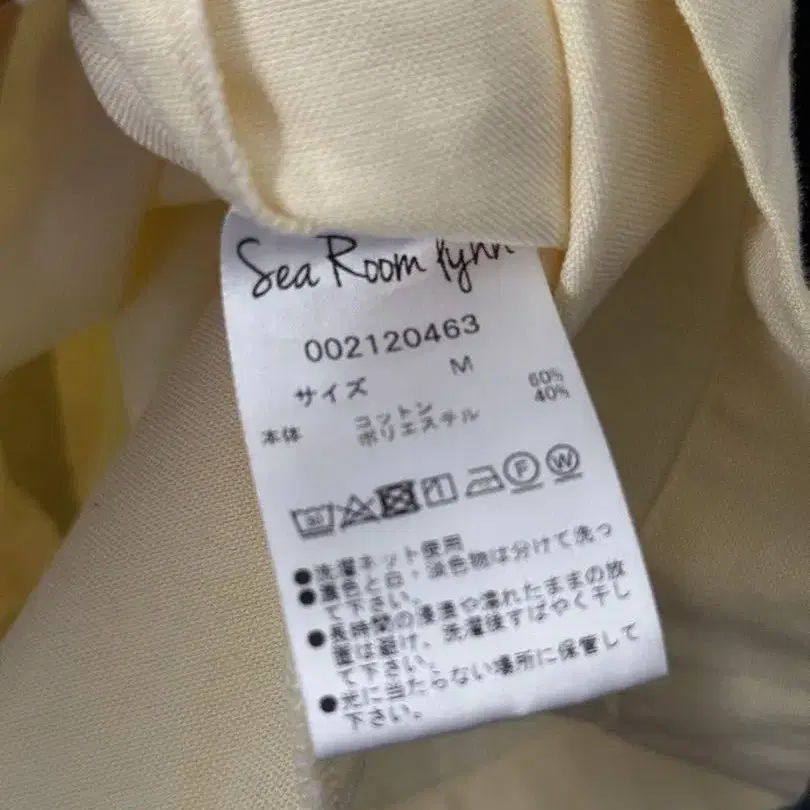 Sea Room lynn
002120463
サイズ M
本体 コットン 60%
ポリエステル 40%
F W
●洗濯ネット使用
●濃色と白・淡色物は分けて洗っ
て下さい。
●長時間の浸漬や濡れたままの放
置は避け、洗濯後すばやく干し
て下さい。
●光に当たらない場所に保管して
下さい。